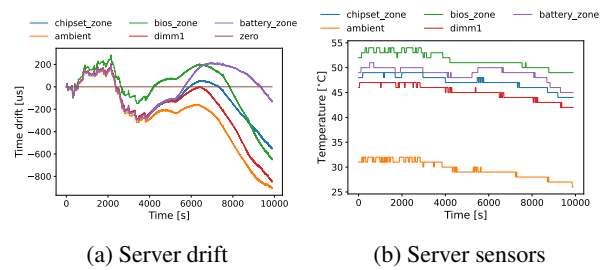 chipset_zone bios_zone battery_zone
ambient dimm1 zero
Time drift [us]
200
0
−200
−400
−600
−800
0 2000 4000 6000 8000 10000
Time [s]
(a) Server drift
chipset_zone bios_zone battery_zone
ambient dimm1
Temperature [°C]
55
50
45
40
35
30
25
0 2000 4000 6000 8000 10000
Time [s]
(b) Server sensors